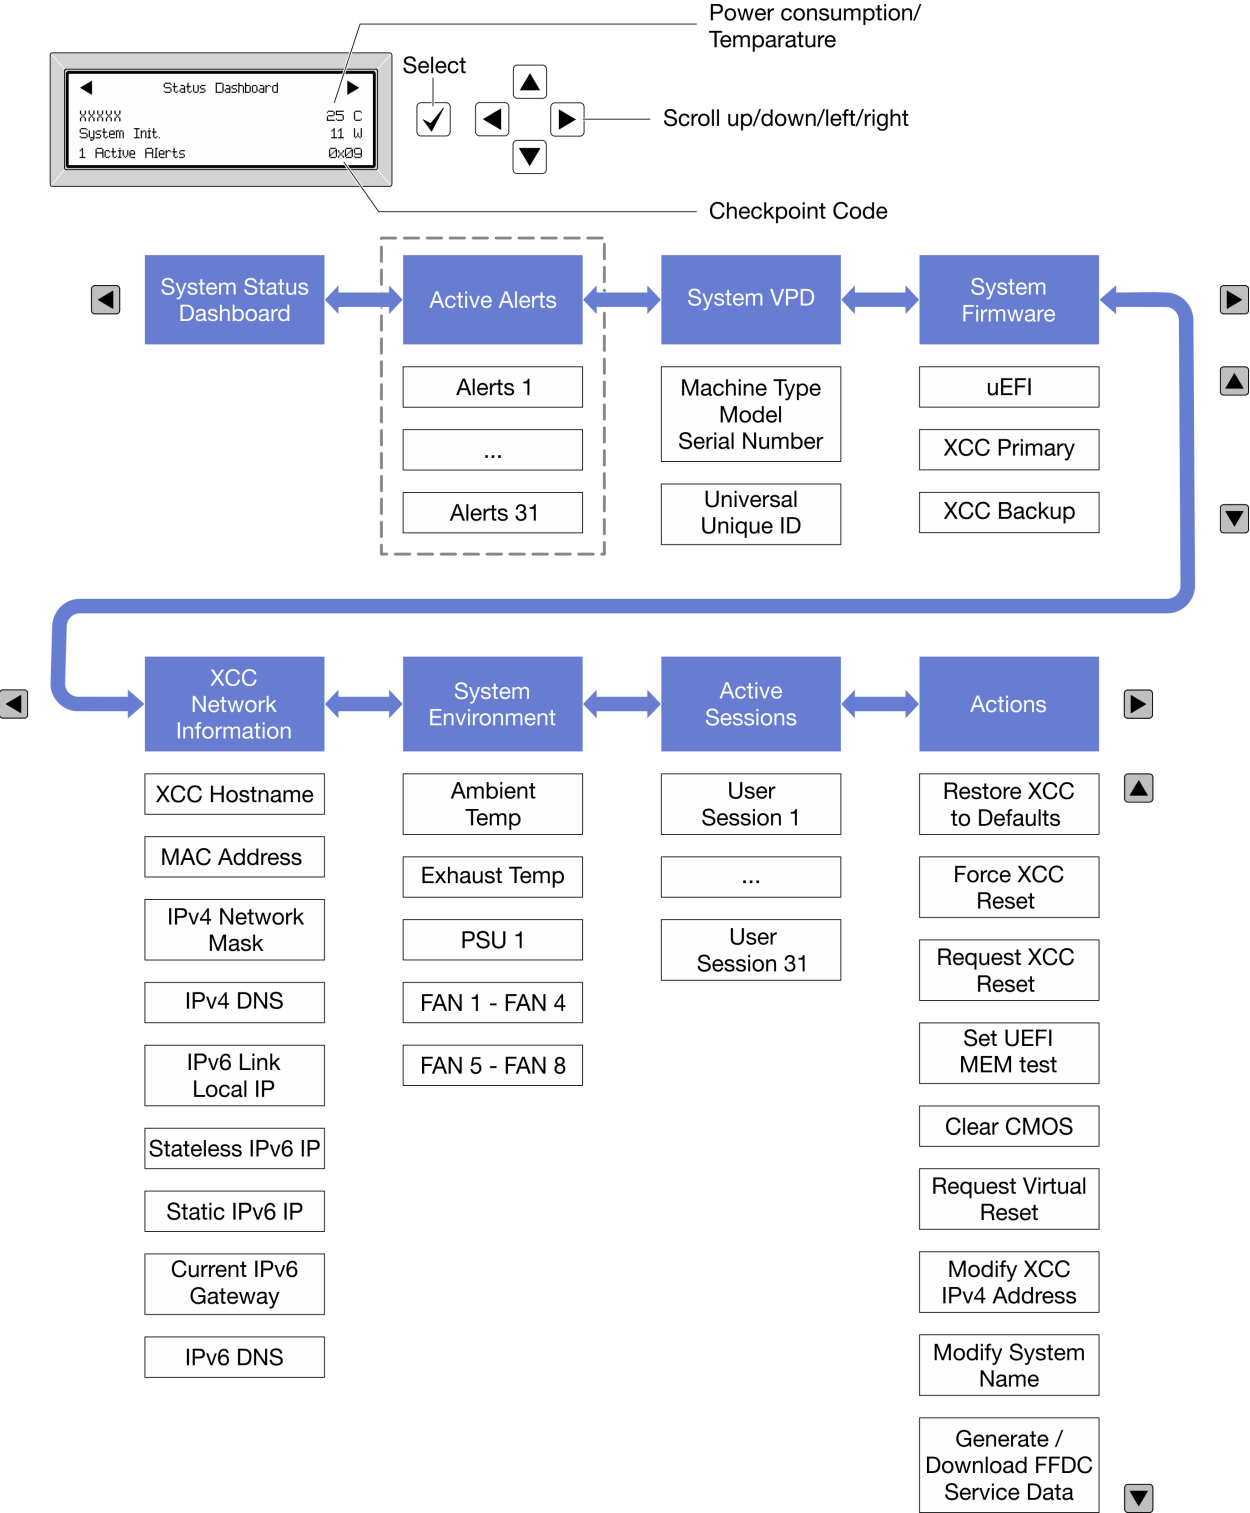 Power consumption/
Temparature
Select
Status Dashboard
XXXXX 25 C
System Init. 11 W
1 Active Alerts 0x09
Scroll up/down/left/right
Checkpoint Code
System Status
Dashboard
Active Alerts
System VPD
System
Firmware
Alerts 1
...
Alerts 31
Machine Type
Model
Serial Number
Universal
Unique ID
uEFI
XCC Primary
XCC Backup
XCC
Network
Information
System
Environment
Active
Sessions
Actions
XCC Hostname
MAC Address
IPv4 Network
Mask
IPv4 DNS
IPv6 Link
Local IP
Stateless IPv6 IP
Static IPv6 IP
Current IPv6
Gateway
IPv6 DNS
Ambient
Temp
Exhaust Temp
PSU 1
FAN 1 - FAN 4
FAN 5 - FAN 8
User
Session 1
...
User
Session 31
Restore XCC
to Defaults
Force XCC
Reset
Request XCC
Reset
Set UEFI
MEM test
Clear CMOS
Request Virtual
Reset
Modify XCC
IPv4 Address
Modify System
Name
Generate /
Download FFDC
Service Data